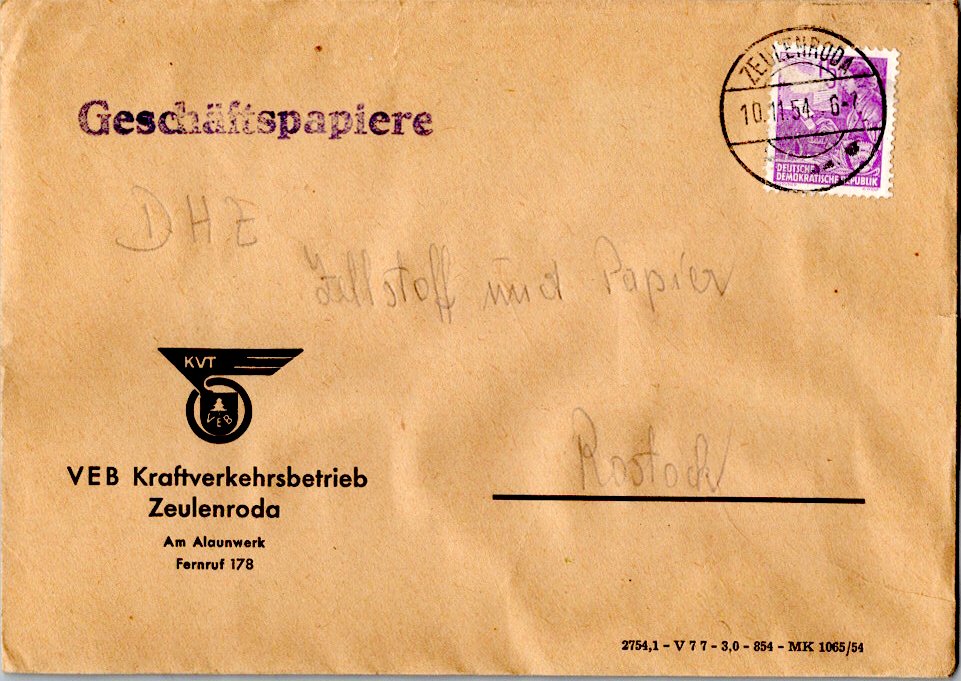 ZEULENRODA
10.11.54. 6-7
15
DEUTSCHE
DEMOKRATISCHE REPUBLIK
Geschäftspapiere
DHZ
Zellstoff und Papier
Rostock
KVT
VEB
VEB Kraftverkehrsbetrieb
Zeulenroda
Am Alaunwerk
Fernruf 178
2754,1 - V 7 7 - 3,0 - 854 - MK 1065/54